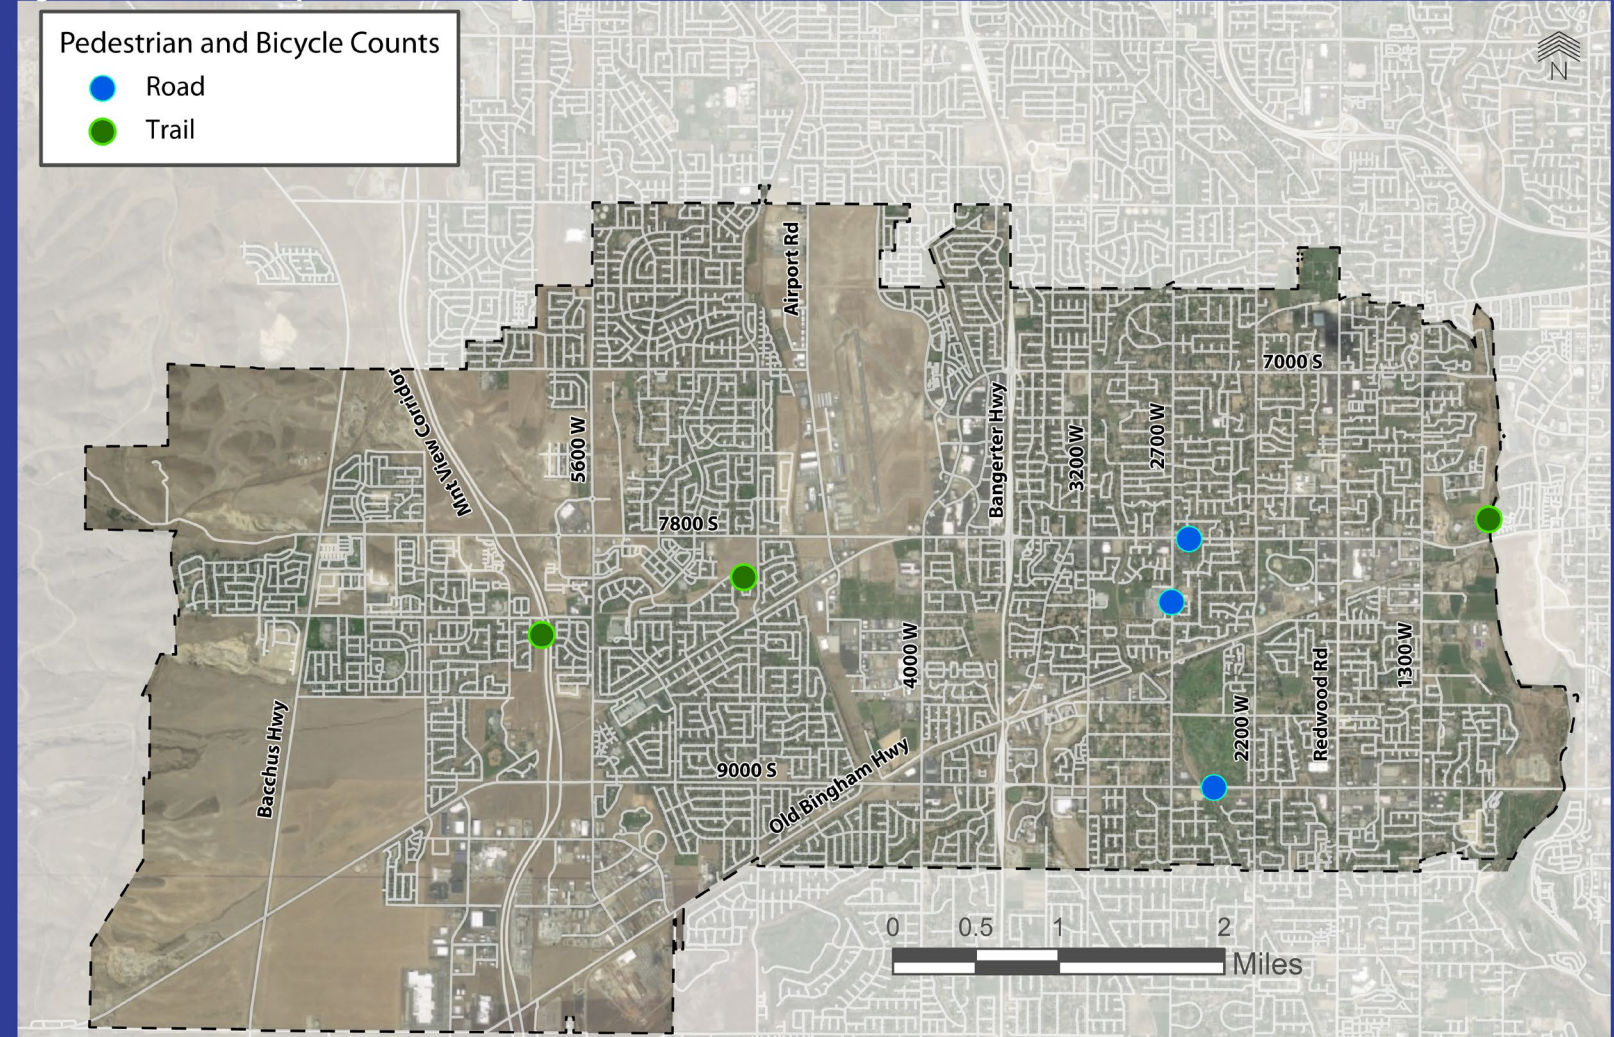 Pedestrian and Bicycle Counts
Road
Trail
N
Airport Rd
7000 S
Mnt View Corridor
5600 W
Bangerter Hwy
3200 W
2700 W
7800 S
4000 W
1300 W
Redwood Rd
2200 W
Bacchus Hwy
9000 S
Old Bingham Hwy
0 0.5 1 2
Miles